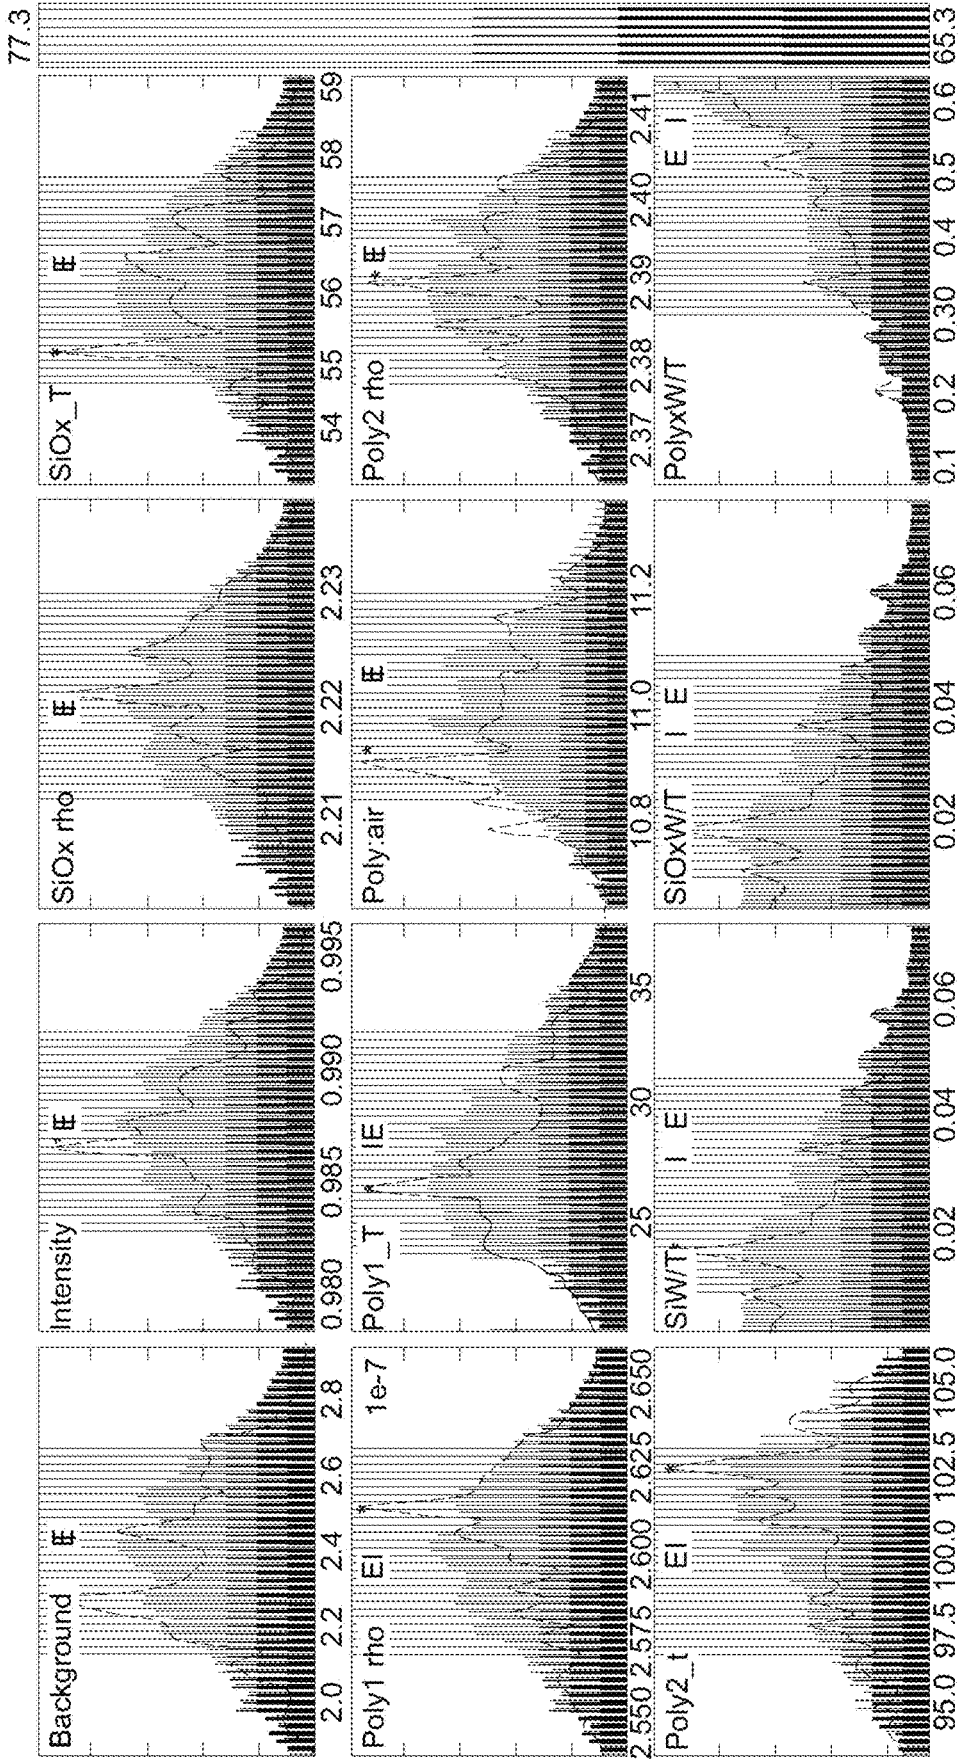 Background
E
2.0 2.2 2.4 2.6 2.8
Intensity
E
0.980 0.985 0.990 0.995
SiOx rho
E
2.21 2.22 2.23
SiOx_T
*
E
54 55 56 57 58 59
77.3
65.3
Poly1 rho
EI
*
1e-7
2.550 2.575 2.600 2.625 2.650
Poly1_T
*
IE
25 30 35
Poly:air
*
E
10.8 11.0 11.2
Poly2 rho
*
E
2.37 2.38 2.39 2.40 2.41
Poly2_t
EI
*
95.0 97.5 100.0 102.5 105.0
SiW/T
I E
0.02 0.04 0.06
SiOxW/T
I E
0.02 0.04 0.06
PolyxW/T
E I
0.1 0.2 0.30 0.4 0.5 0.6